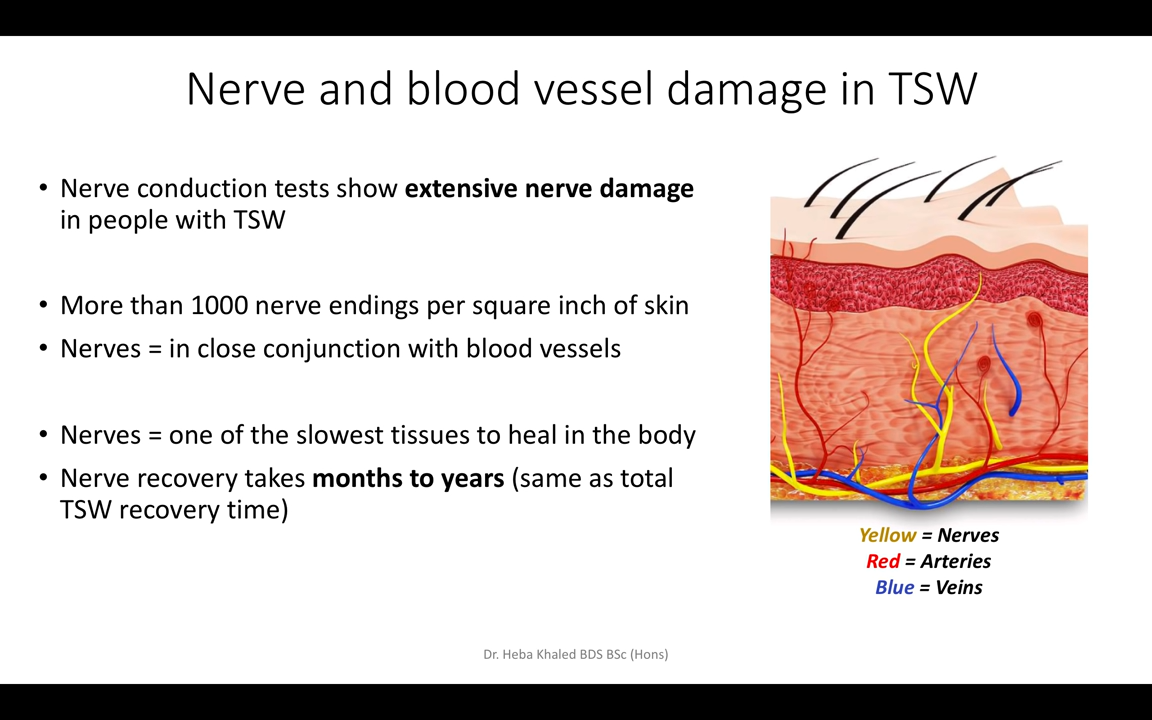 Nerve and blood vessel damage in TSW
• Nerve conduction tests show extensive nerve damage
in people with TSW
• More than 1000 nerve endings per square inch of skin
• Nerves = in close conjunction with blood vessels
• Nerves = one of the slowest tissues to heal in the body
• Nerve recovery takes months to years (same as total
TSW recovery time)
Yellow = Nerves
Red = Arteries
Blue = Veins
Dr. Heba Khaled BDS BSc (Hons)